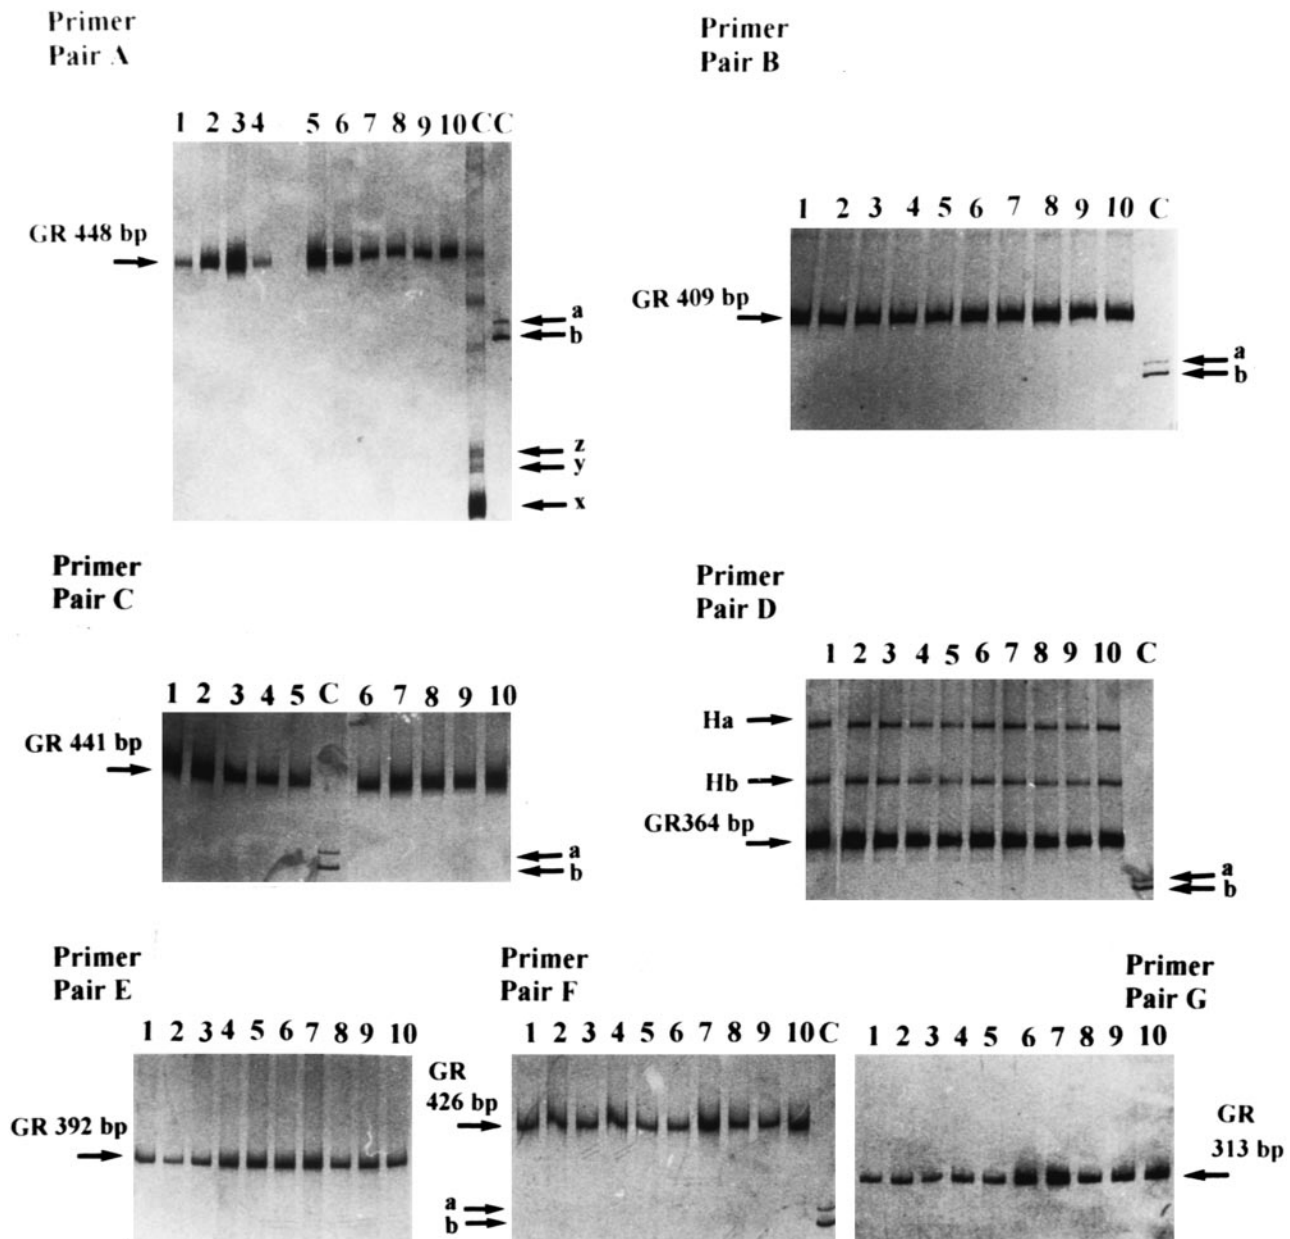 Primer
Pair A
1 2 3 4 5 6 7 8 9 10 C C
GR 448 bp
a
b
z
y
x
Primer
Pair B
1 2 3 4 5 6 7 8 9 10 C
GR 409 bp
a
b
Primer
Pair C
1 2 3 4 5 C 6 7 8 9 10
GR 441 bp
a
b
Primer
Pair D
1 2 3 4 5 6 7 8 9 10 C
Ha
Hb
GR364 bp
a
b
Primer
Pair E
1 2 3 4 5 6 7 8 9 10
GR 392 bp
Primer
Pair F
1 2 3 4 5 6 7 8 9 10 C
GR
426 bp
a
b
Primer
Pair G
1 2 3 4 5 6 7 8 9 10
GR
313 bp